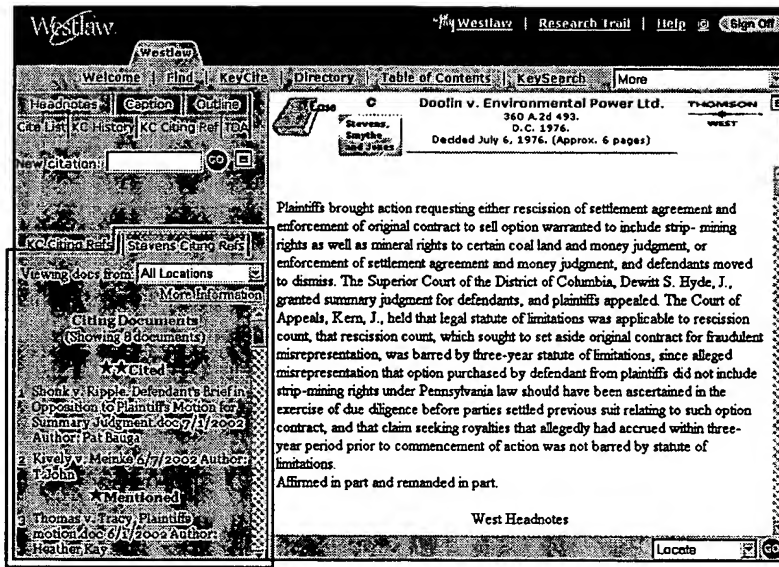 Westlaw.
My Westlaw | Research Trail | Help Sign Off
Westlaw
Welcome | Find | KeyCite Directory Table of Contents | KeySearch More
Headnotes Caption Outline
Cite List KC History KC Citing Ref TOA
New citation: GO
KC Citing Refs Stevens Citing Refs
Viewing docs from: All Locations
More Information
Citing Documents
(Showing 8 documents)
★★Cited
1 Shonk v. Ripple, Defendant's Brief in
Opposition to Plaintiff's Motion for
Summary Judgment.doc 7/1/2002
Author: Pat Bauga
2 Kively v. Meinke 6/7/2002 Author:
T John
★Mentioned
3 Thomas v. Tracy, Plaintiffs
motion.doc 6/1/2002 Author:
Heather Kay
Case C Doolin v. Environmental Power Ltd.
360 A.2d 493.
D.C. 1976.
Decided July 6, 1976. (Approx. 6 pages)
Stevens,
Smythe
and Jones
THOMSON
WEST
Plaintiffs brought action requesting either rescission of settlement agreement and
enforcement of original contract to sell option warranted to include strip- mining
rights as well as mineral rights to certain coal land and money judgment, or
enforcement of settlement agreement and money judgment, and defendants moved
to dismiss. The Superior Court of the District of Columbia, Dewitt S. Hyde, J.,
granted summary judgment for defendants, and plaintiffs appealed. The Court of
Appeals, Kern, J., held that legal statute of limitations was applicable to rescission
count, that rescission count, which sought to set aside original contract for fraudulent
misrepresentation, was barred by three-year statute of limitations, since alleged
misrepresentation that option purchased by defendant from plaintiffs did not include
strip-mining rights under Pennsylvania law should have been ascertained in the
exercise of due diligence before parties settled previous suit relating to such option
contract, and that claim seeking royalties that allegedly had accrued within three-
year period prior to commencement of action was not barred by statute of
limitations.
Affirmed in part and remanded in part.
West Headnotes
Locate GO